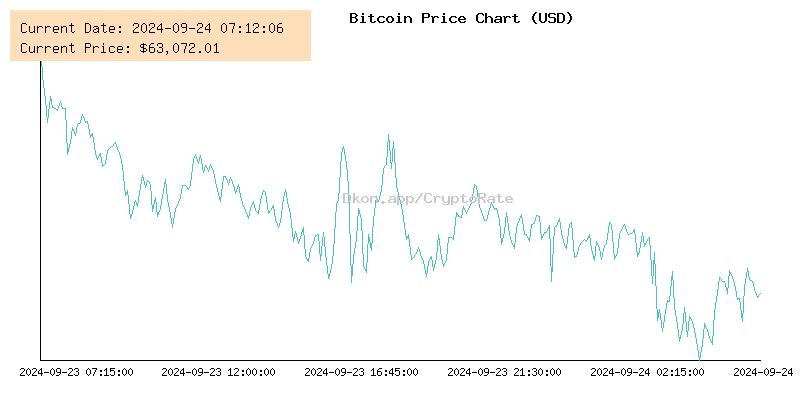 Bitcoin Price Chart (USD)
Current Date: 2024-09-24 07:12:06
Current Price: $63,072.01
Dkon.app/CryptoRate
2024-09-23 07:15:00 2024-09-23 12:00:00 2024-09-23 16:45:00 2024-09-23 21:30:00 2024-09-24 02:15:00 2024-09-24